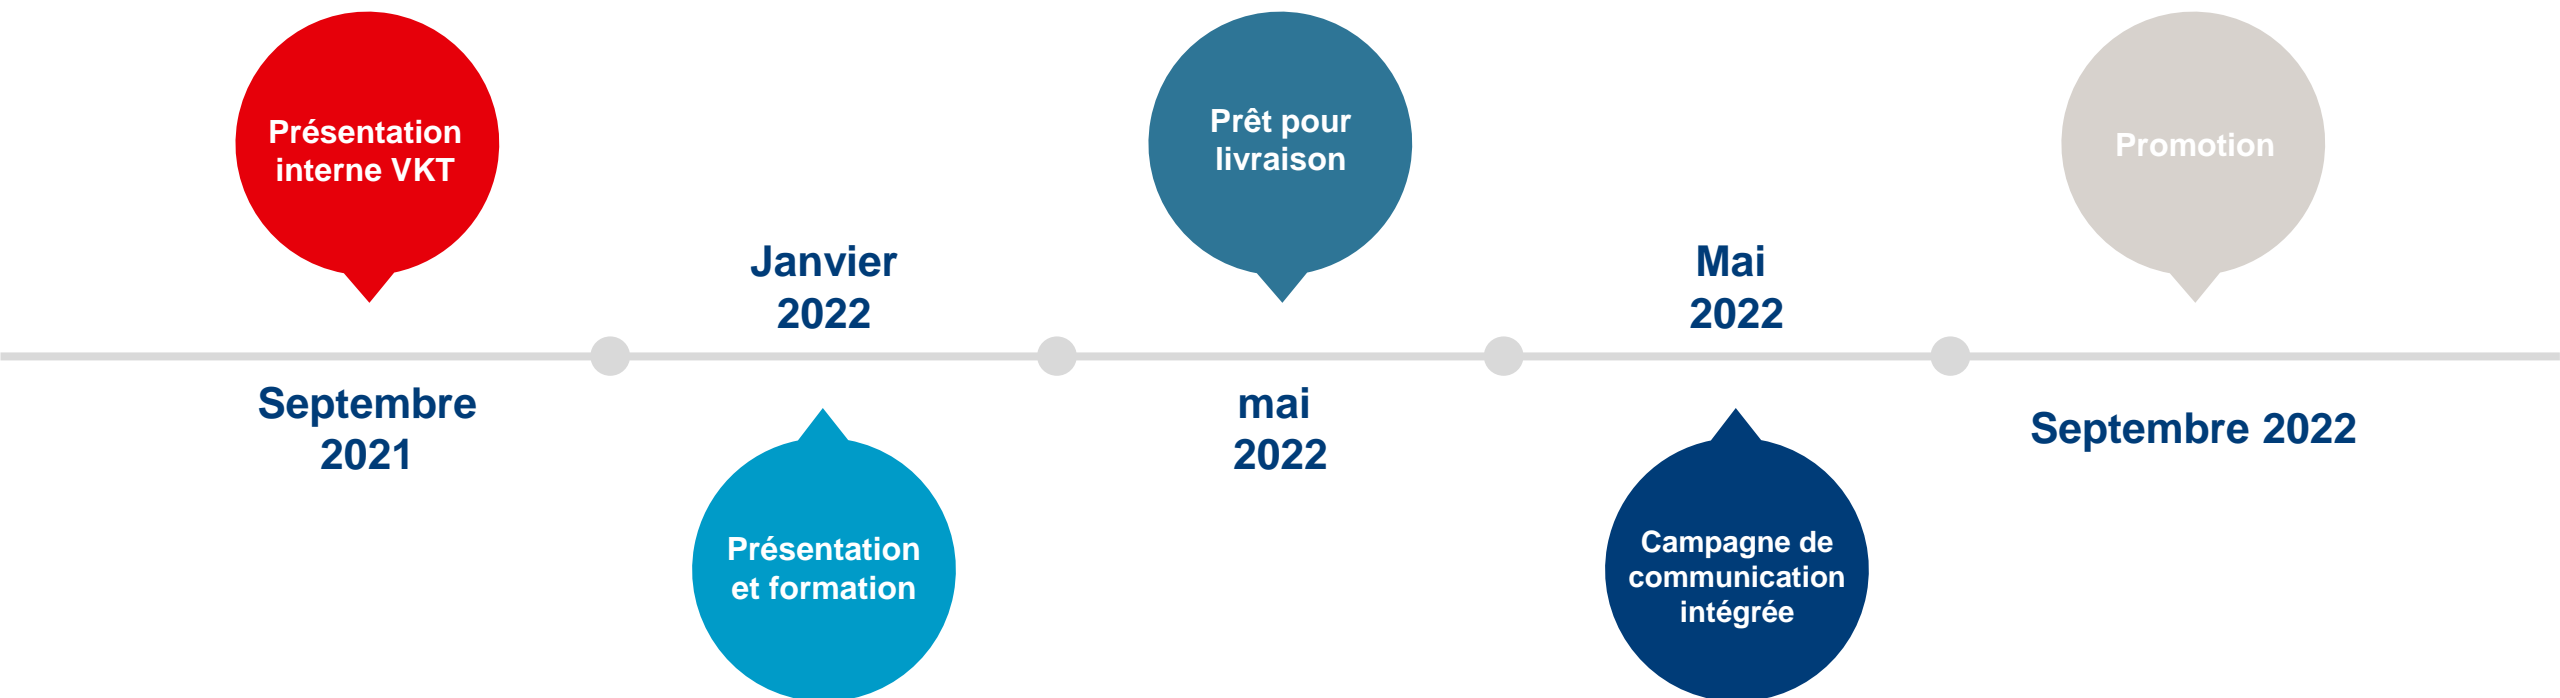 Présentation
interne VKT
Septembre
2021
Janvier
2022
Présentation
et formation
Prêt pour
livraison
mai
2022
Mai
2022
Campagne de
communication
intégrée
Promotion
Septembre 2022